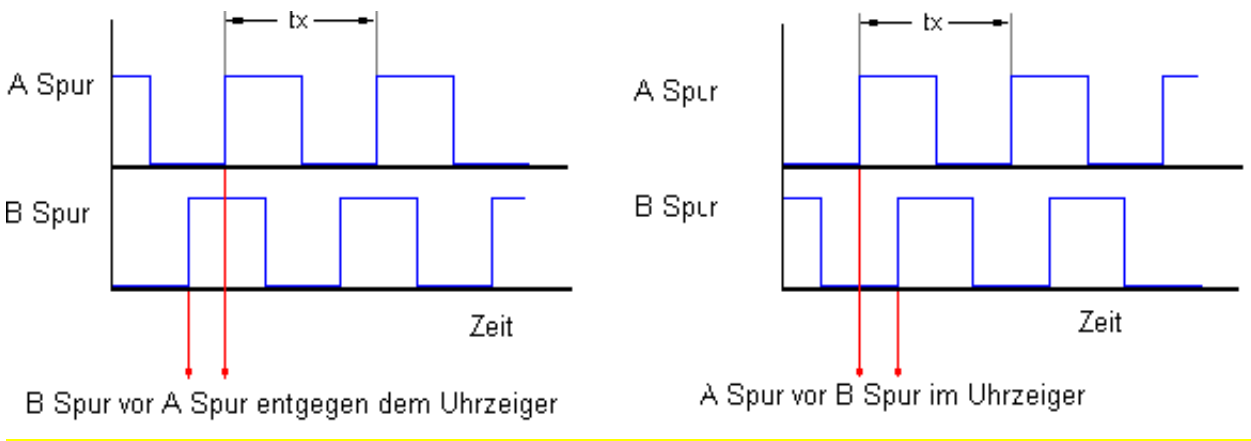 tx
A Spur
B Spur
Zeit
B Spur vor A Spur entgegen dem Uhrzeiger
tx
A Spur
B Spur
Zeit
A Spur vor B Spur im Uhrzeiger